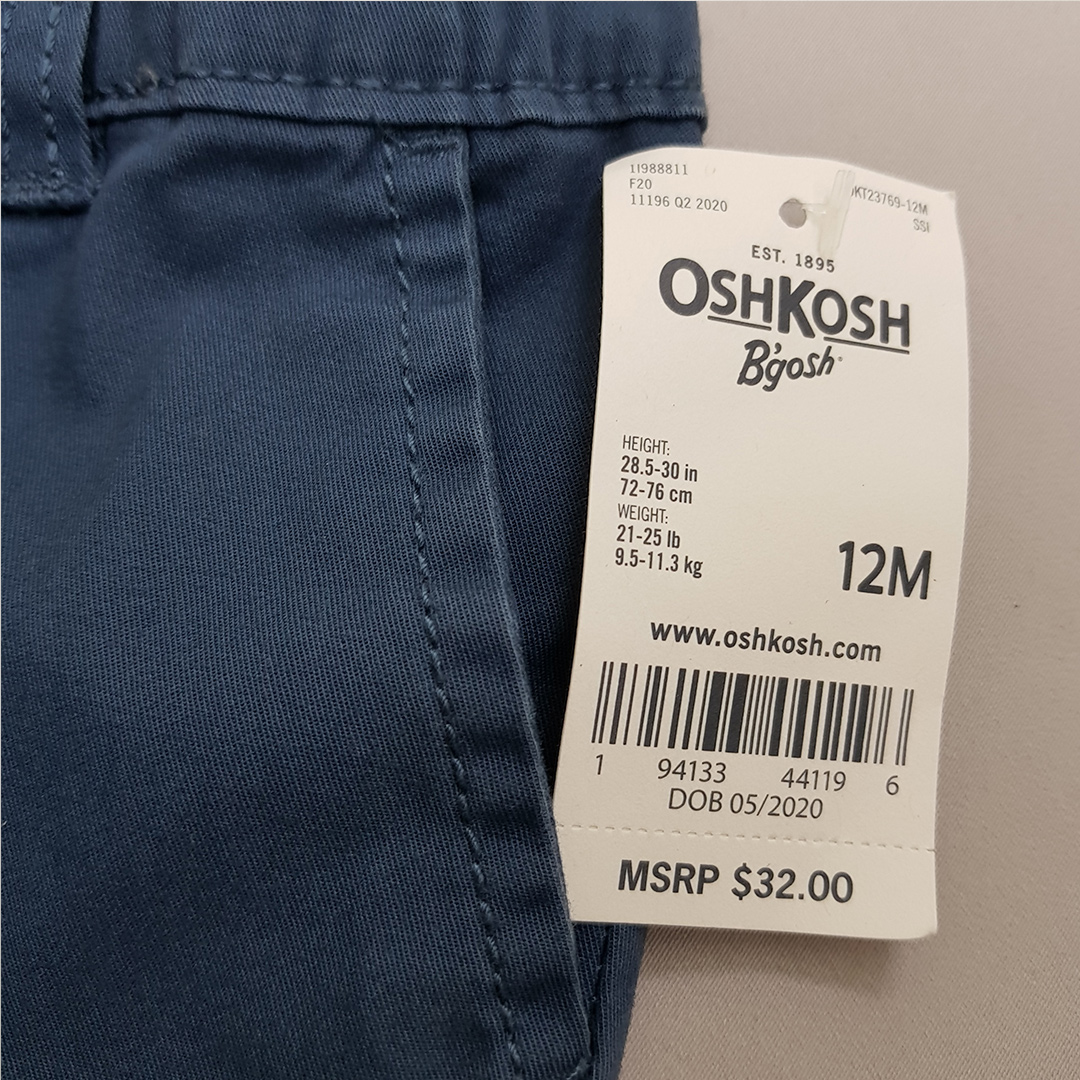 11988811
F20
11196 Q2 2020
KT23769-12M
SSI
EST. 1895
OSHKOSH
B'gosh
HEIGHT:
28.5-30 in
72-76 cm
WEIGHT:
21-25 lb
9.5-11.3 kg
12M
www.oshkosh.com
1 94133 44119 6
DOB 05/2020
MSRP $32.00